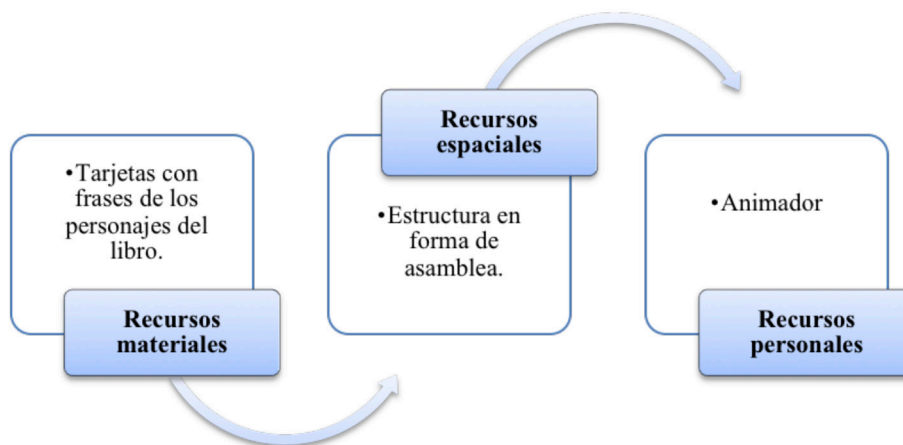 •Tarjetas con
frases de los
personajes del
libro.
Recursos
materiales
Recursos
espaciales
•Estructura en
forma de
asamblea.
•Animador
Recursos
personales